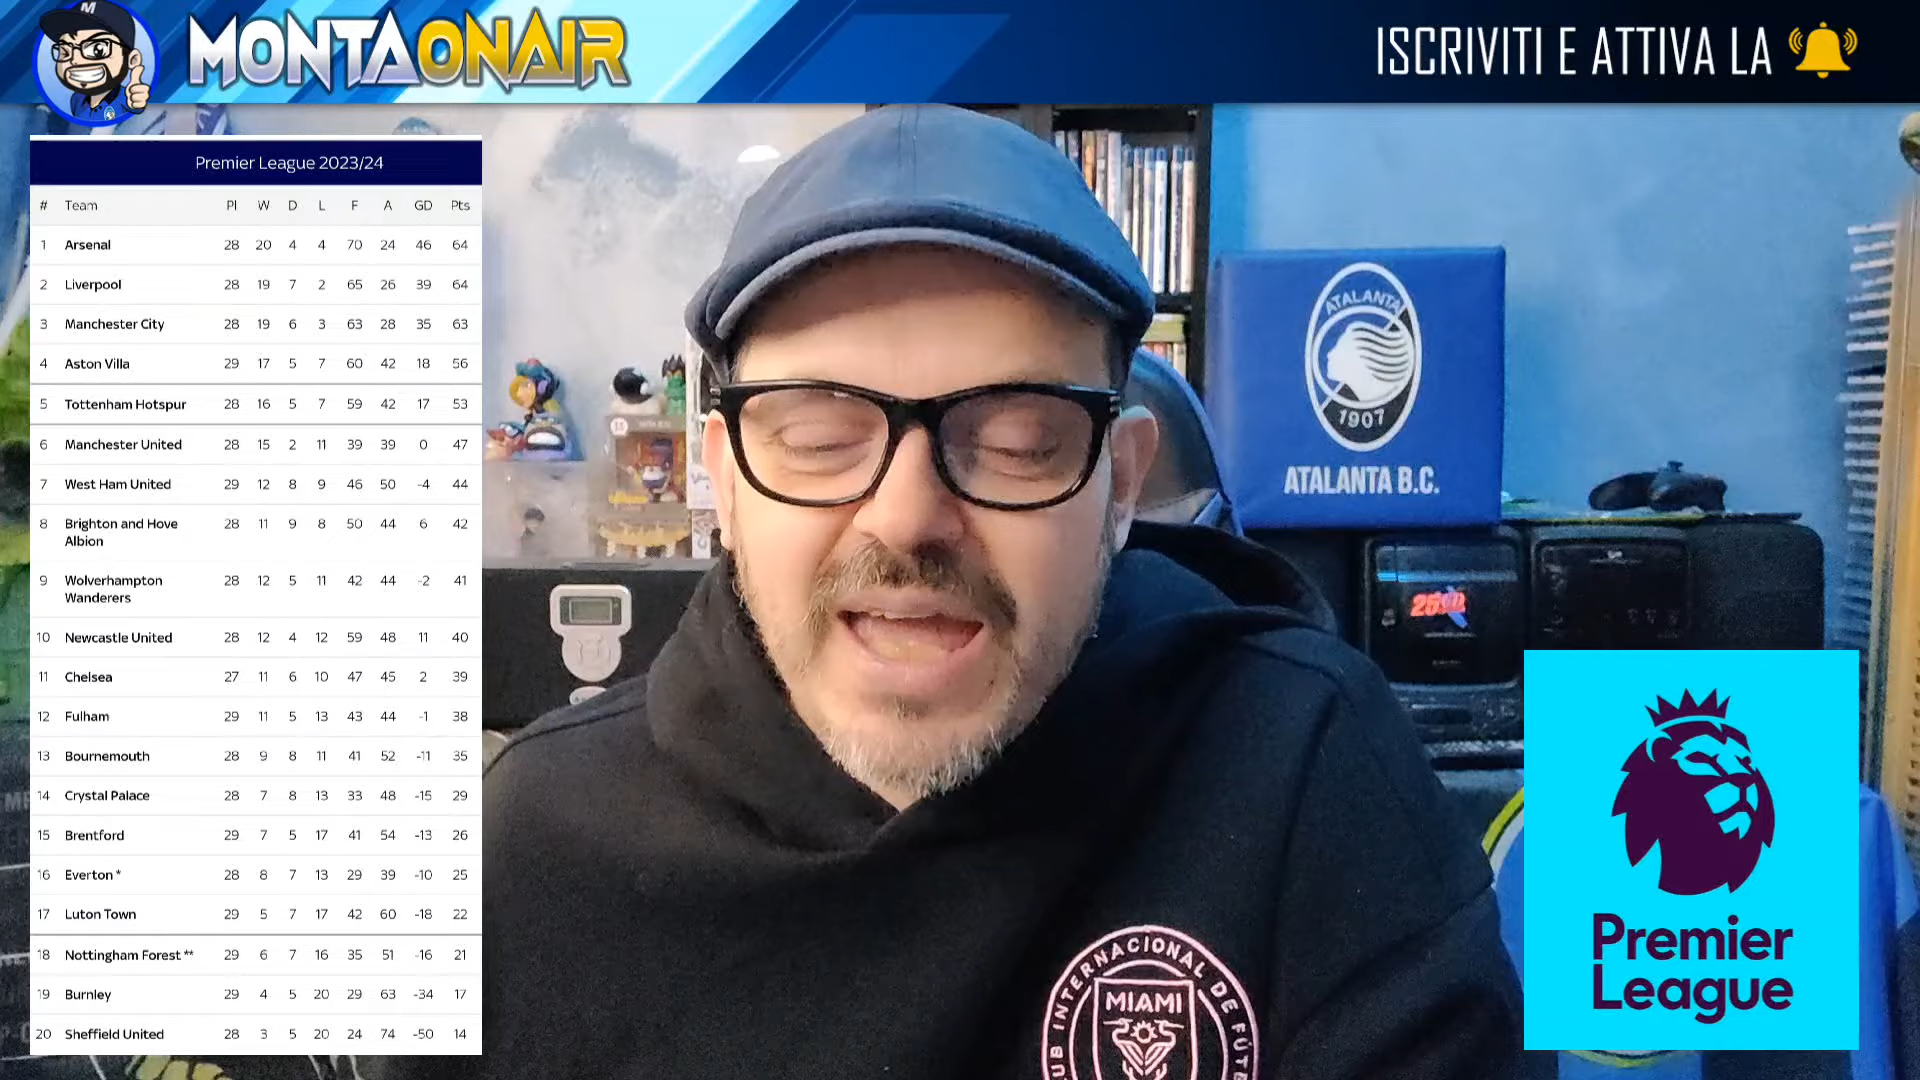 M
MONTAONAIR
ISCRIVITI E ATTIVA LA
Premier League 2023/24
# Team Pl W D L F A GD Pts
1 Arsenal 28 20 4 4 70 24 46 64
2 Liverpool 28 19 7 2 65 26 39 64
3 Manchester City 28 19 6 3 63 28 35 63
4 Aston Villa 29 17 5 7 60 42 18 56
5 Tottenham Hotspur 28 16 5 7 59 42 17 53
6 Manchester United 28 15 2 11 39 39 0 47
7 West Ham United 29 12 8 9 46 50 -4 44
8 Brighton and Hove Albion 28 11 9 8 50 44 6 42
9 Wolverhampton Wanderers 28 12 5 11 42 44 -2 41
10 Newcastle United 28 12 4 12 59 48 11 40
11 Chelsea 27 11 6 10 47 45 2 39
12 Fulham 29 11 5 13 43 44 -1 38
13 Bournemouth 28 9 8 11 41 52 -11 35
14 Crystal Palace 28 7 8 13 33 48 -15 29
15 Brentford 29 7 5 17 41 54 -13 26
16 Everton * 28 8 7 13 29 39 -10 25
17 Luton Town 29 5 7 17 42 60 -18 22
18 Nottingham Forest ** 29 6 7 16 35 51 -16 21
19 Burnley 29 4 5 20 29 63 -34 17
20 Sheffield United 28 3 5 20 24 74 -50 14
ATALANTA
1907
ATALANTA B.C.
CLUB INTERNACIONAL DE FÚTBOL
MIAMI
Premier
League